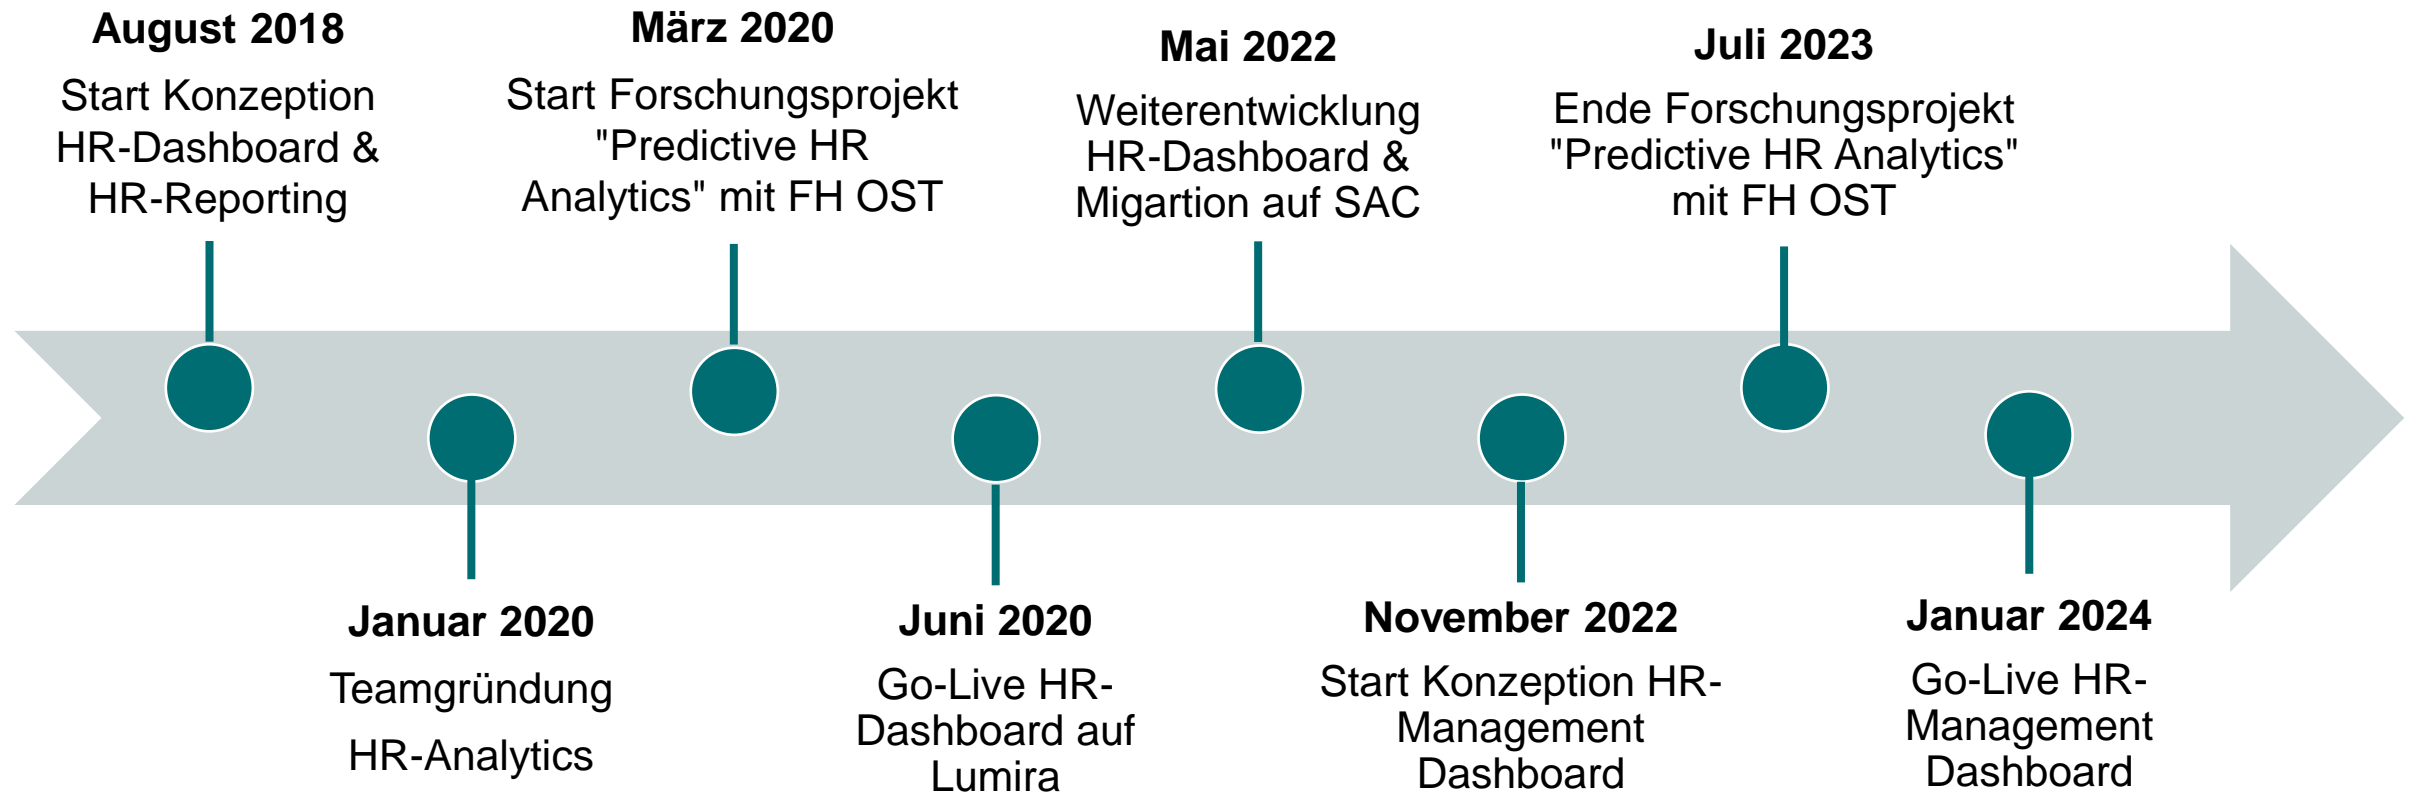 August 2018
Start Konzeption
HR-Dashboard &
HR-Reporting
März 2020
Start Forschungsprojekt
"Predictive HR
Analytics" mit FH OST
Mai 2022
Weiterentwicklung
HR-Dashboard &
Migartion auf SAC
Juli 2023
Ende Forschungsprojekt
"Predictive HR Analytics"
mit FH OST
Januar 2020
Teamgründung
HR-Analytics
Juni 2020
Go-Live HR-
Dashboard auf
Lumira
November 2022
Start Konzeption HR-
Management
Dashboard
Januar 2024
Go-Live HR-
Management
Dashboard